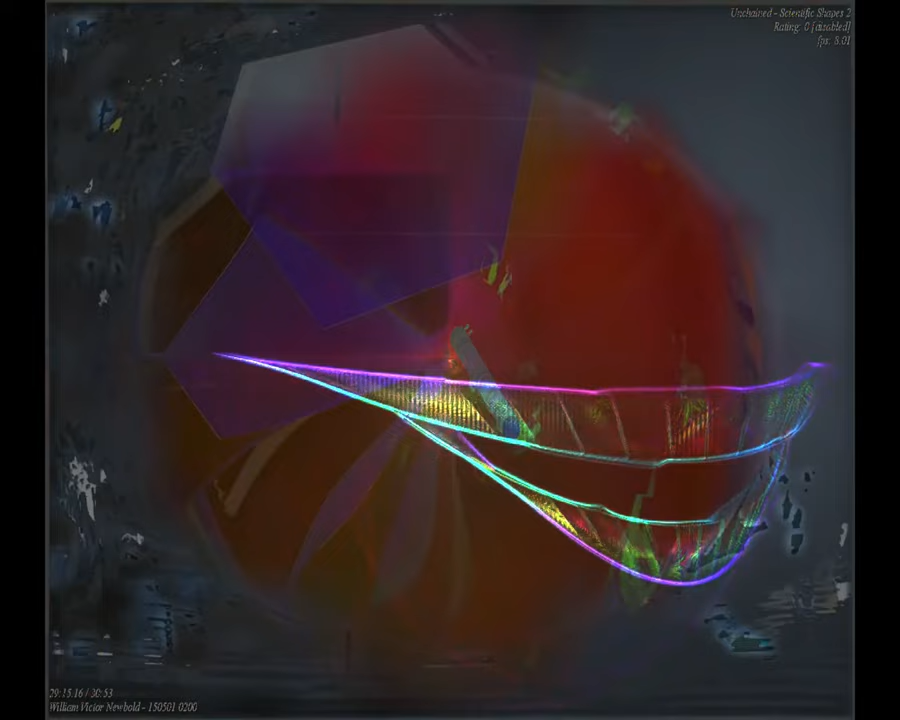 Unchained - Scientific Shapes 2
Rating: 0 [disabled]
fps: 8.01
29:15.16 / 30:53
William Victor Newbold - 150501 0200